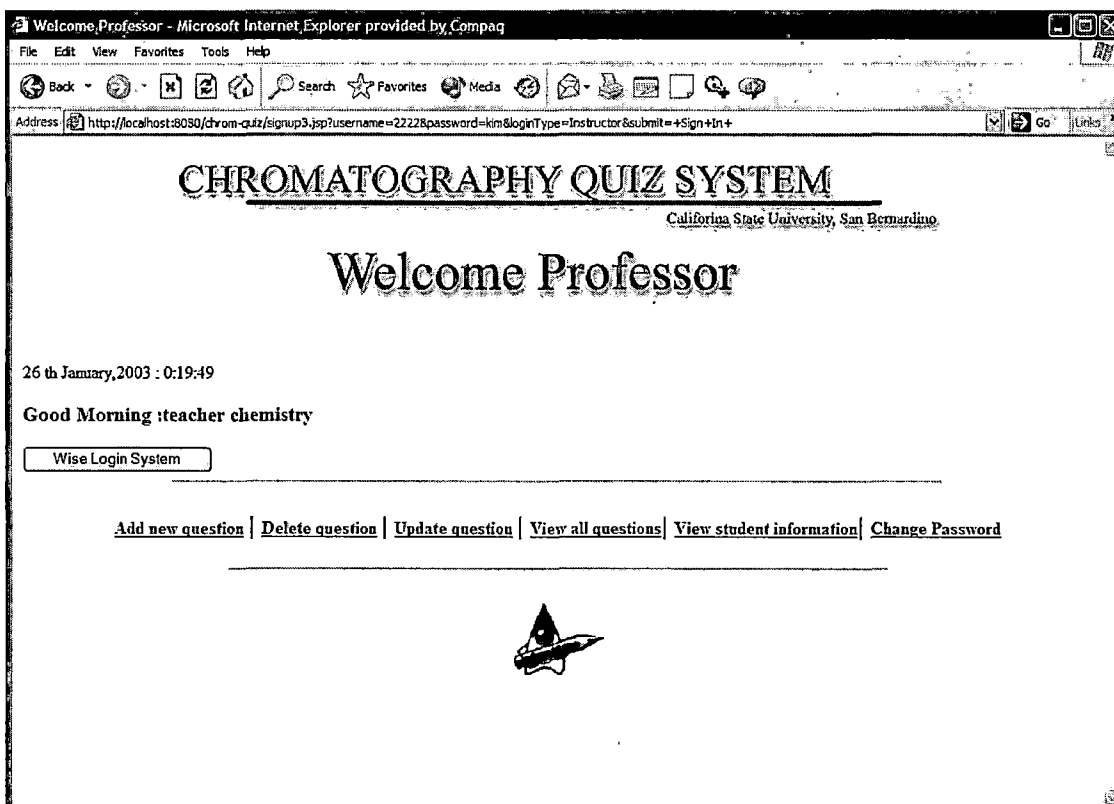 Welcome,Professor - Microsoft Internet Explorer provided by Compaq
File Edit View Favorites Tools Help
Back Search Favorites Media
Address http://localhost:8080/chrom-quiz/signup3.jsp?username=2222&password=kim&loginType=Instructor&submit=+Sign+In+ Go Links
CHROMATOGRAPHY QUIZ SYSTEM
California State University, San Bernardino
Welcome Professor
26 th January,2003 : 0:19:49
Good Morning :teacher chemistry
Wise Login System
Add new question | Delete question | Update question | View all questions| View student information| Change Password